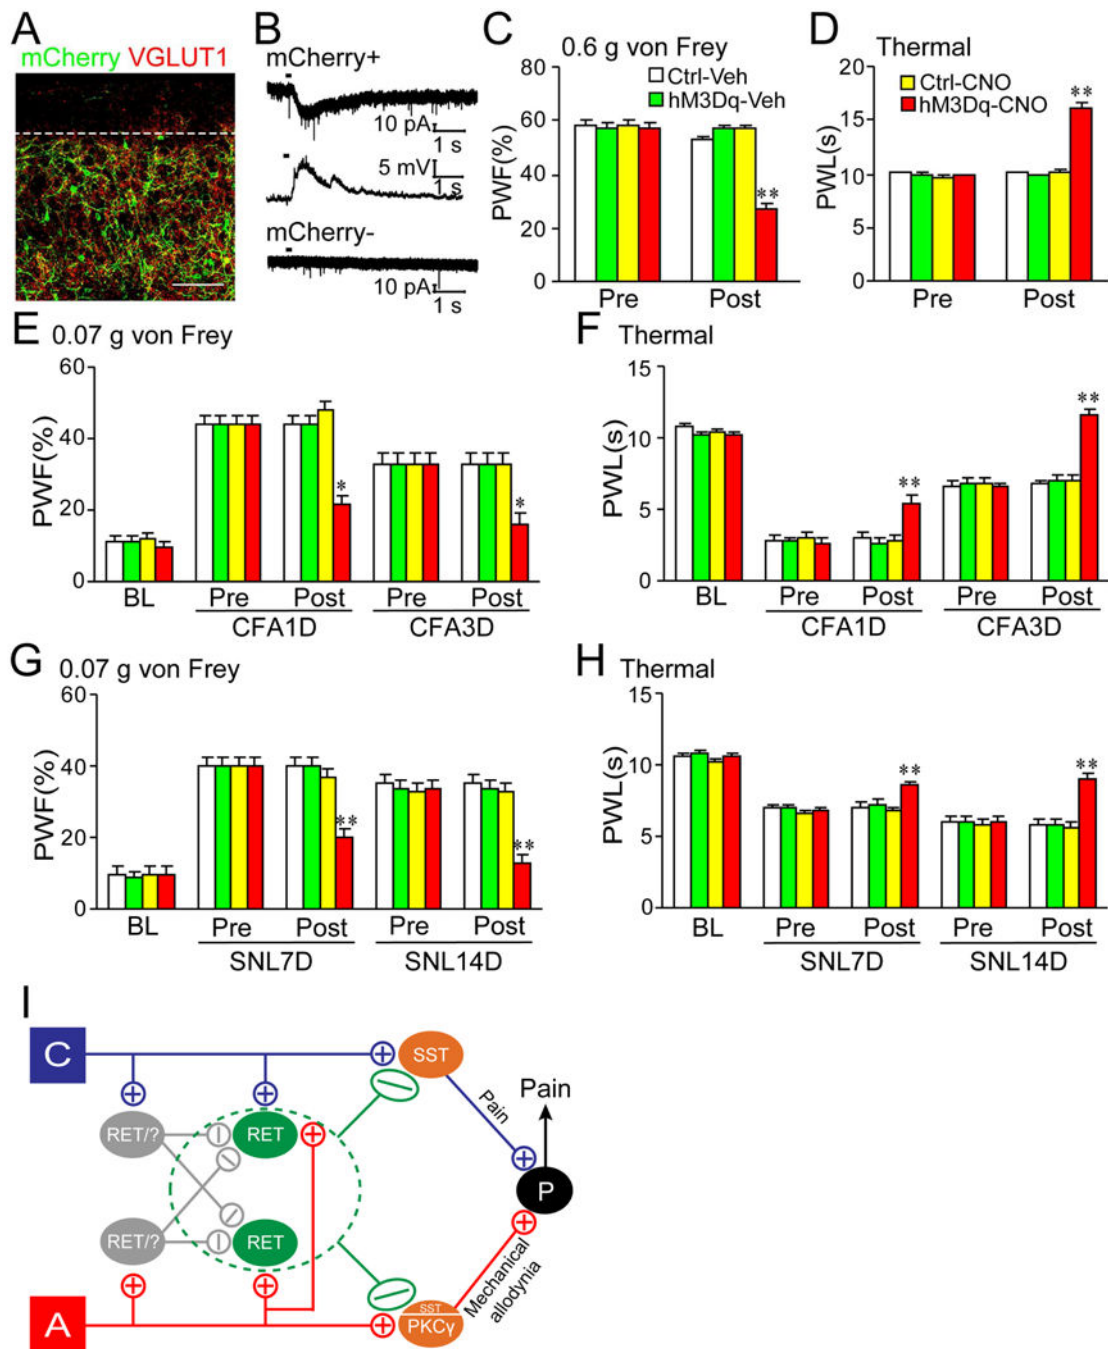 A
mCherry VGLUT1
B
mCherry+
10 pA
1 s
5 mV
1 s
mCherry-
10 pA
1 s
C
0.6 g von Frey
Ctrl-Veh
hM3Dq-Veh
PWF(%)
80
60
40
20
0
**
Pre Post
D
Thermal
Ctrl-CNO
hM3Dq-CNO
PWL(s)
20
15
10
5
0
**
Pre Post
E
0.07 g von Frey
PWF(%)
60
40
20
0
*
*
BL Pre Post Pre Post
CFA1D CFA3D
F
Thermal
PWL(s)
15
10
5
0
**
**
BL Pre Post Pre Post
CFA1D CFA3D
G
0.07 g von Frey
PWF(%)
60
40
20
0
**
**
BL Pre Post Pre Post
SNL7D SNL14D
H
Thermal
PWL(s)
15
10
5
0
**
**
BL Pre Post Pre Post
SNL7D SNL14D
I
C
SST
Pain
Pain
RET/?
RET
P
RET/?
RET
Mechanical
allodynia
A
SST
PKCγ